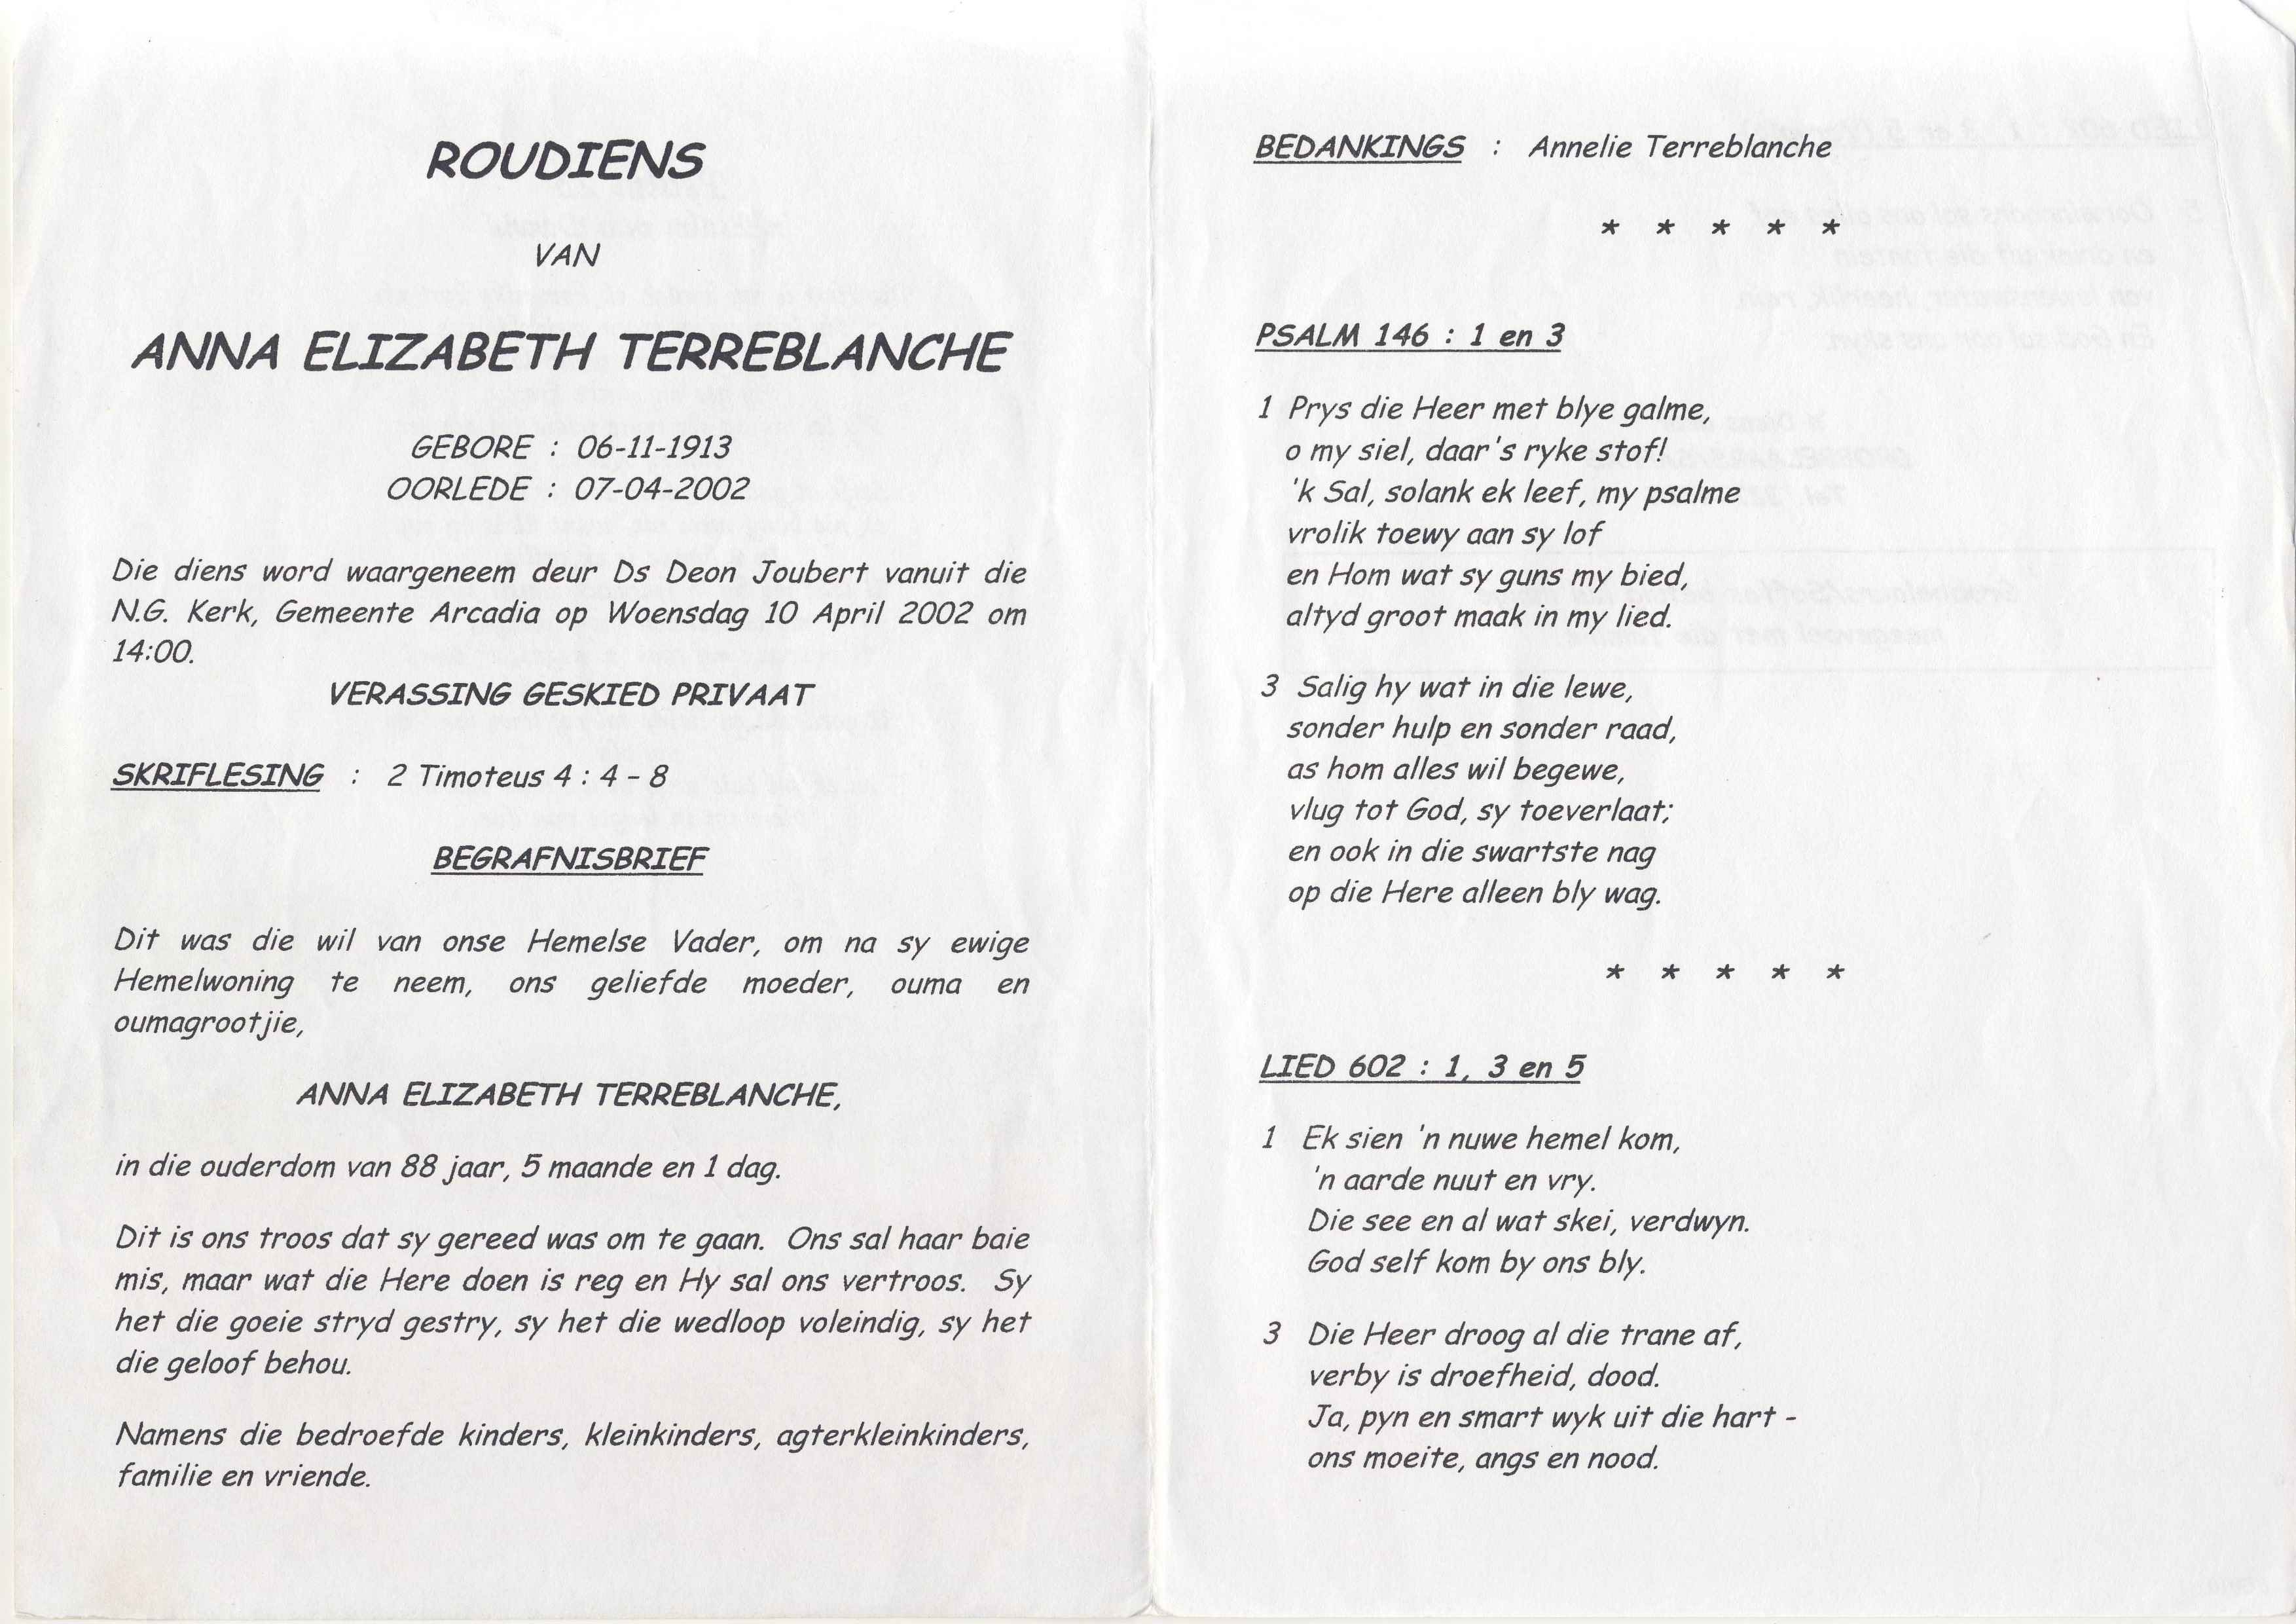 ROUDIENS
VAN
ANNA ELIZABETH TERREBLANCHE
GEBORE : 06-11-1913
OORLEDE : 07-04-2002
Die diens word waargeneem deur Ds Deon Joubert vanuit die
N.G. Kerk, Gemeente Arcadia op Woensdag 10 April 2002 om
14:00.
VERASSING GESKIED PRIVAAT
SKRIFLESING : 2 Timoteus 4 : 4 - 8
BEGRAFNISBRIEF
Dit was die wil van onse Hemelse Vader, om na sy ewige
Hemelwoning te neem, ons geliefde moeder, ouma en
oumagrootjie,
ANNA ELIZABETH TERREBLANCHE,
in die ouderdom van 88 jaar, 5 maande en 1 dag.
Dit is ons troos dat sy gereed was om te gaan. Ons sal haar baie
mis, maar wat die Here doen is reg en Hy sal ons vertroos. Sy
het die goeie stryd gestry, sy het die wedloop voleindig, sy het
die geloof behou.
Namens die bedroefde kinders, kleinkinders, agterkleinkinders,
familie en vriende.
BEDANKINGS : Annelie Terreblanche
* * * * *
PSALM 146 : 1 en 3
1 Prys die Heer met blye galme,
o my siel, daar's ryke stof!
'k Sal, solank ek leef, my psalme
vrolik toewy aan sy lof
en Hom wat sy guns my bied,
altyd groot maak in my lied.
3 Salig hy wat in die lewe,
sonder hulp en sonder raad,
as hom alles wil begewe,
vlug tot God, sy toeverlaat;
en ook in die swartste nag
op die Here alleen bly wag.
* * * * *
LIED 602 : 1, 3 en 5
1 Ek sien 'n nuwe hemel kom,
'n aarde nuut en vry.
Die see en al wat skei, verdwyn.
God self kom by ons bly.
3 Die Heer droog al die trane af,
verby is droefheid, dood.
Ja, pyn en smart wyk uit die hart -
ons moeite, angs en nood.